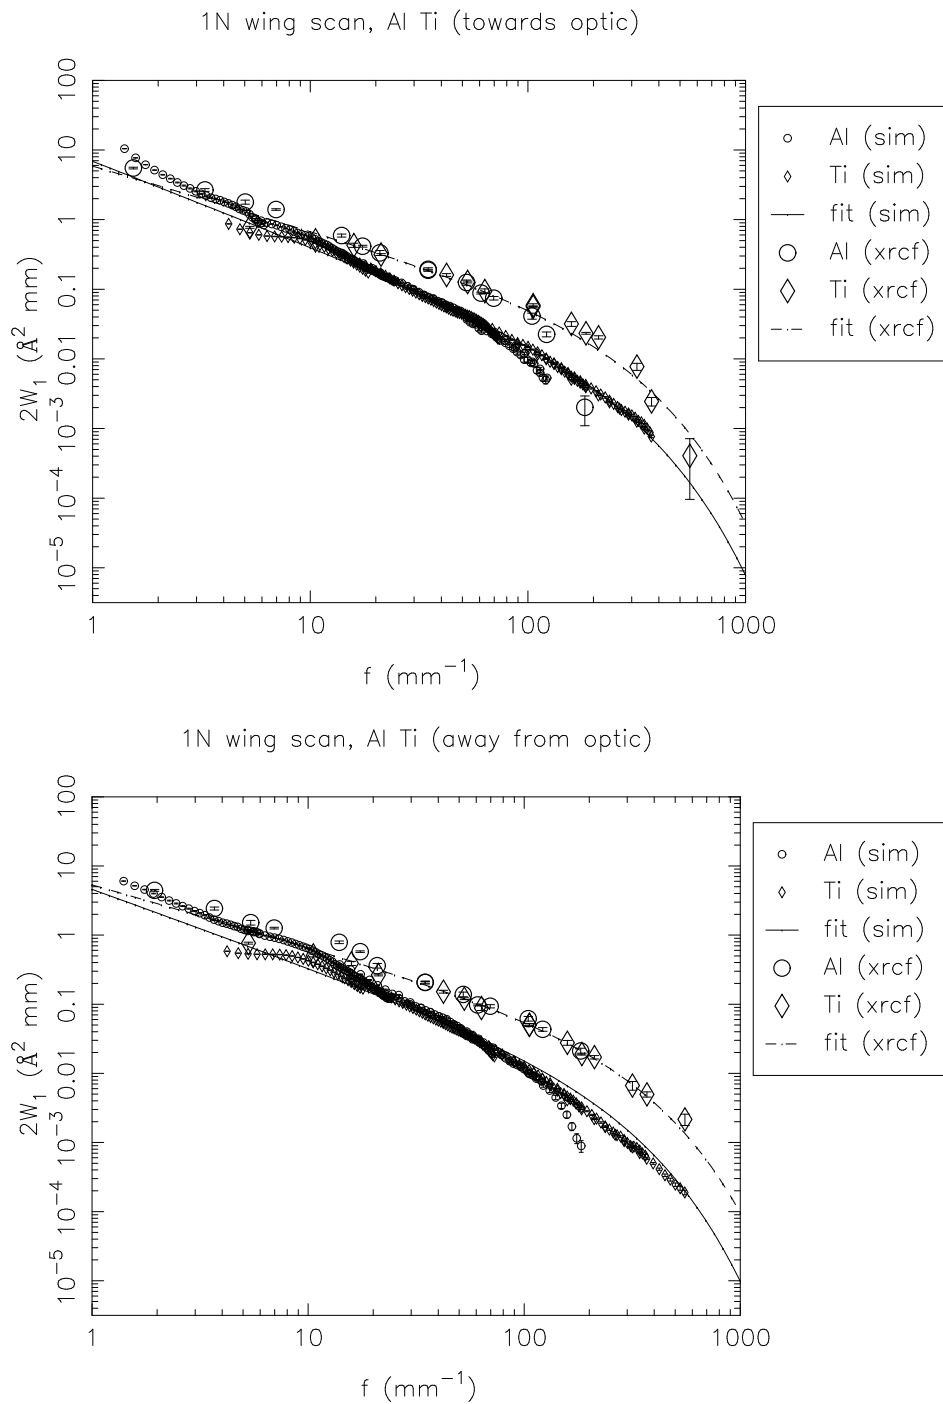 1N wing scan, Al Ti (towards optic)
100
10
1
0.1
0.01
10⁻³
10⁻⁴
10⁻⁵
2W₁ (Å² mm)
1
10
100
1000
f (mm⁻¹)
Al (sim)
Ti (sim)
fit (sim)
Al (xrcf)
Ti (xrcf)
fit (xrcf)
1N wing scan, Al Ti (away from optic)
100
10
1
0.1
0.01
10⁻³
10⁻⁴
10⁻⁵
2W₁ (Å² mm)
1
10
100
1000
f (mm⁻¹)
Al (sim)
Ti (sim)
fit (sim)
Al (xrcf)
Ti (xrcf)
fit (xrcf)